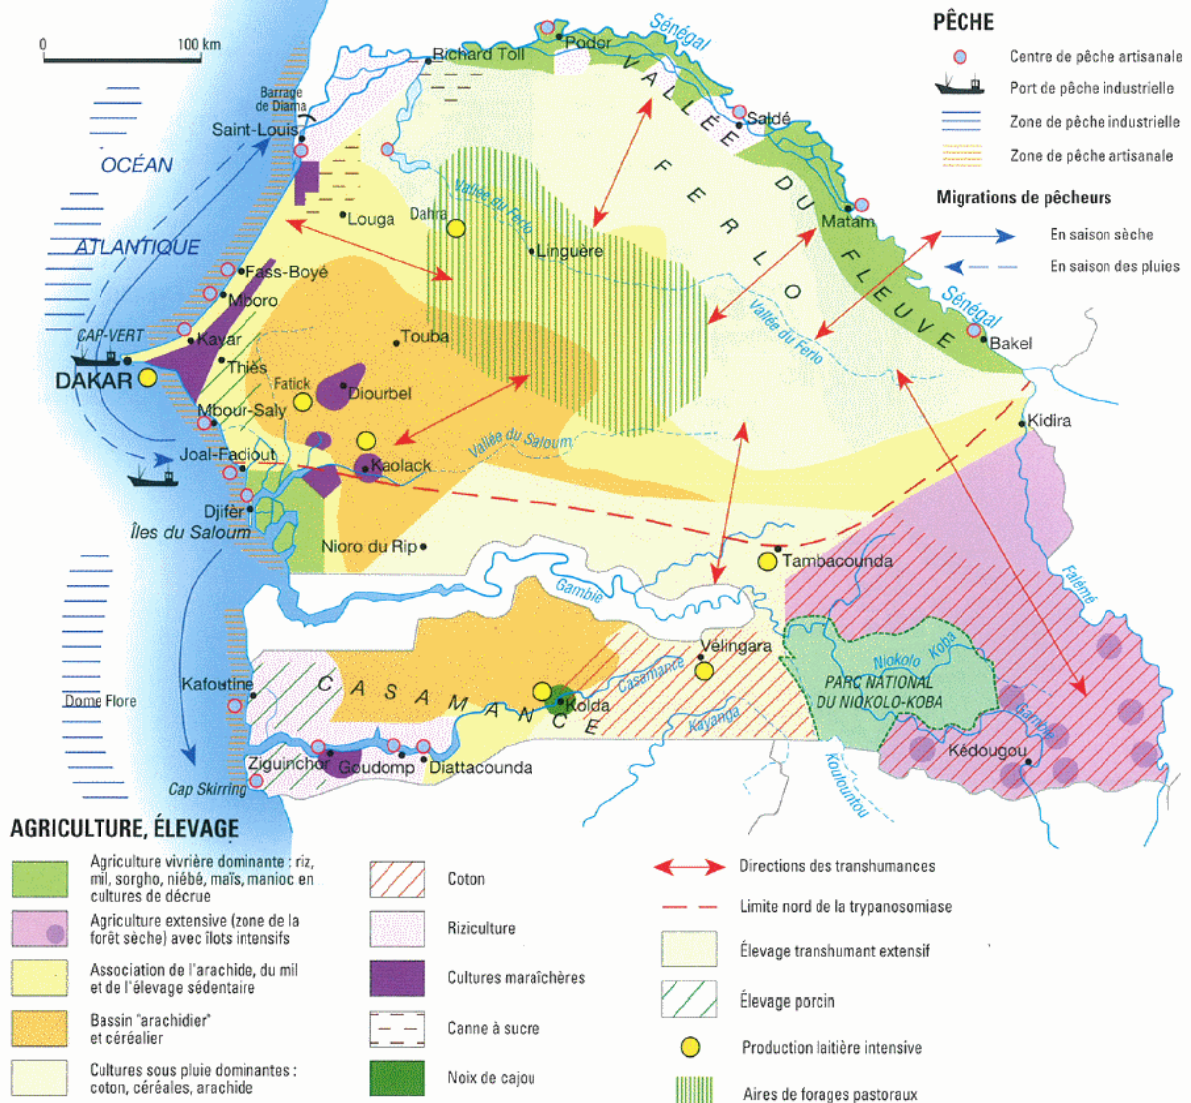 0
100 km
PÊCHE
Centre de pêche artisanale
Port de pêche industrielle
Zone de pêche industrielle
Zone de pêche artisanale
Migrations de pêcheurs
En saison sèche
En saison des pluies
Sénégal
Podor
Richard Toll
VALLÉE DU FLEUVE
Barrage
de Diama
Saint-Louis
Saldé
OCÉAN
ATLANTIQUE
FERLO
Louga
Dahra
Vallée du Ferlo
Linguère
Matam
Fass-Boyé
Mboro
Sénégal
CAP-VERT
Kayar
Touba
Vallée du Ferlo
Bakel
DAKAR
Thiès
Fatick
Diourbel
Mbour-Saly
Kidira
Vallée du Saloum
Joal-Fadiout
Kaolack
Djifèr
Îles du Saloum
Nioro du Rip
Tambacounda
Gambie
Falémé
Vélingara
Niokolo Koba
Kafoutine
CASAMANCE
Casamance
PARC NATIONAL
DU NIOKOLO-KOBA
Dome Flore
Kolda
Kayanga
Gambie
Kédougou
Ziguinchor
Goudomp
Diattacounda
Koulountou
Cap Skirring
AGRICULTURE, ÉLEVAGE
Agriculture vivrière dominante : riz,
mil, sorgho, niébé, maïs, manioc en
cultures de décrue
Agriculture extensive (zone de la
forêt sèche) avec îlots intensifs
Association de l'arachide, du mil
et de l'élevage sédentaire
Bassin "arachidier"
et céréalier
Cultures sous pluie dominantes :
coton, céréales, arachide
Coton
Riziculture
Cultures maraîchères
Canne à sucre
Noix de cajou
Directions des transhumances
Limite nord de la trypanosomiase
Élevage transhumant extensif
Élevage porcin
Production laitière intensive
Aires de forages pastoraux